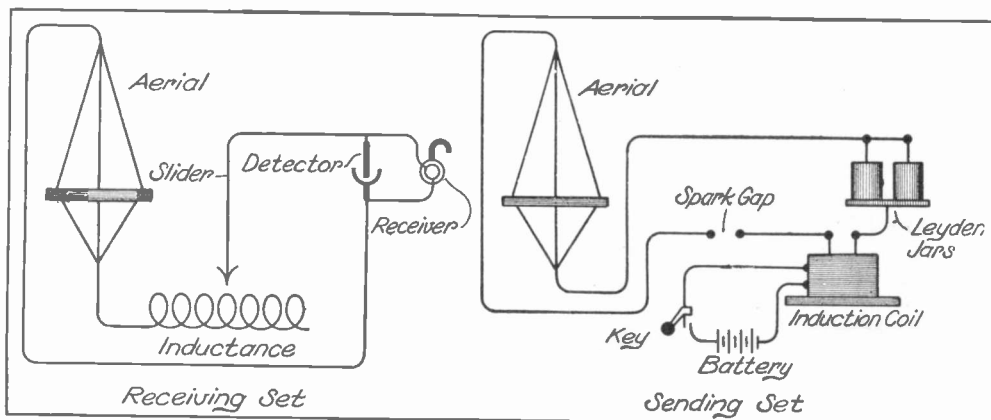 Aerial
Slider
Detector
Receiver
Inductance
Receiving Set
Aerial
Spark Gap
Leyden
Jars
Induction Coil
Key
Battery
Sending Set